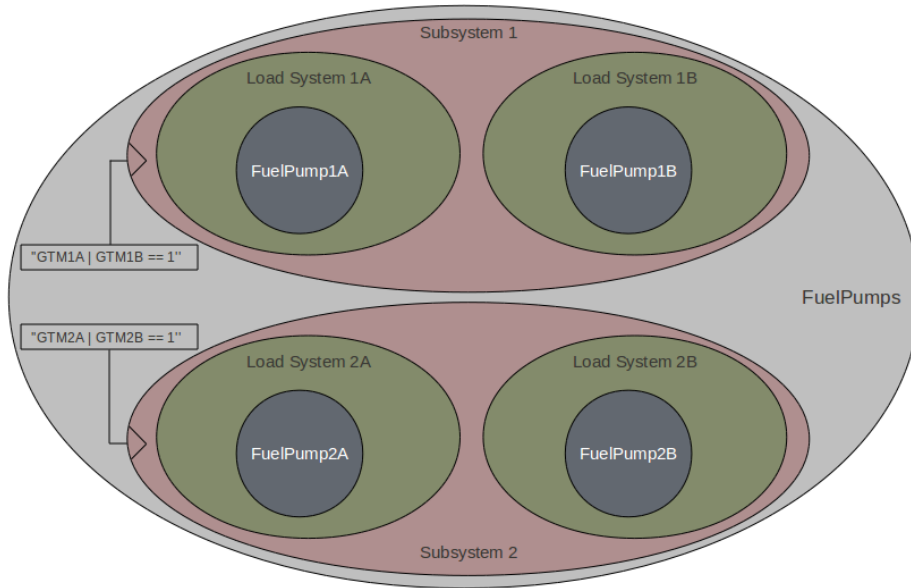 Subsystem 1
Load System 1A
Load System 1B
FuelPump1A
FuelPump1B
"GTM1A | GTM1B == 1''
FuelPumps
"GTM2A | GTM2B == 1''
Load System 2A
Load System 2B
FuelPump2A
FuelPump2B
Subsystem 2